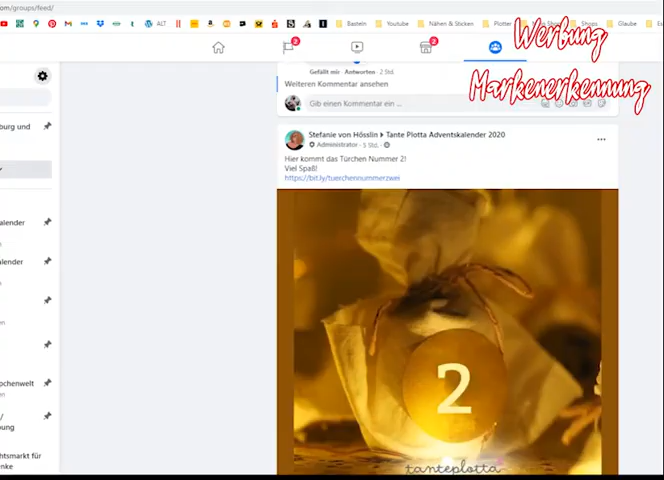 om/groups/feed/
ALT
Basteln
Youtube
Nähen & Sticken
Plotter
Shops
Glaube
Werbung
Markenerkennung
2
2
Gefällt mir · Antworten · 2 Std.
Weiteren Kommentar ansehen
Gib einen Kommentar ein ...
burg und
Stefanie von Hösslin ▸ Tante Plotta Adventskalender 2020
Administrator · 5 Std. ·
Hier kommt das Türchen Nummer 2!
Viel Spaß!
https://bit.ly/tuerchennummerzwei
alender
alender
pchenwelt
/
ung
htsmarkt für
nke
2
tanteplotta